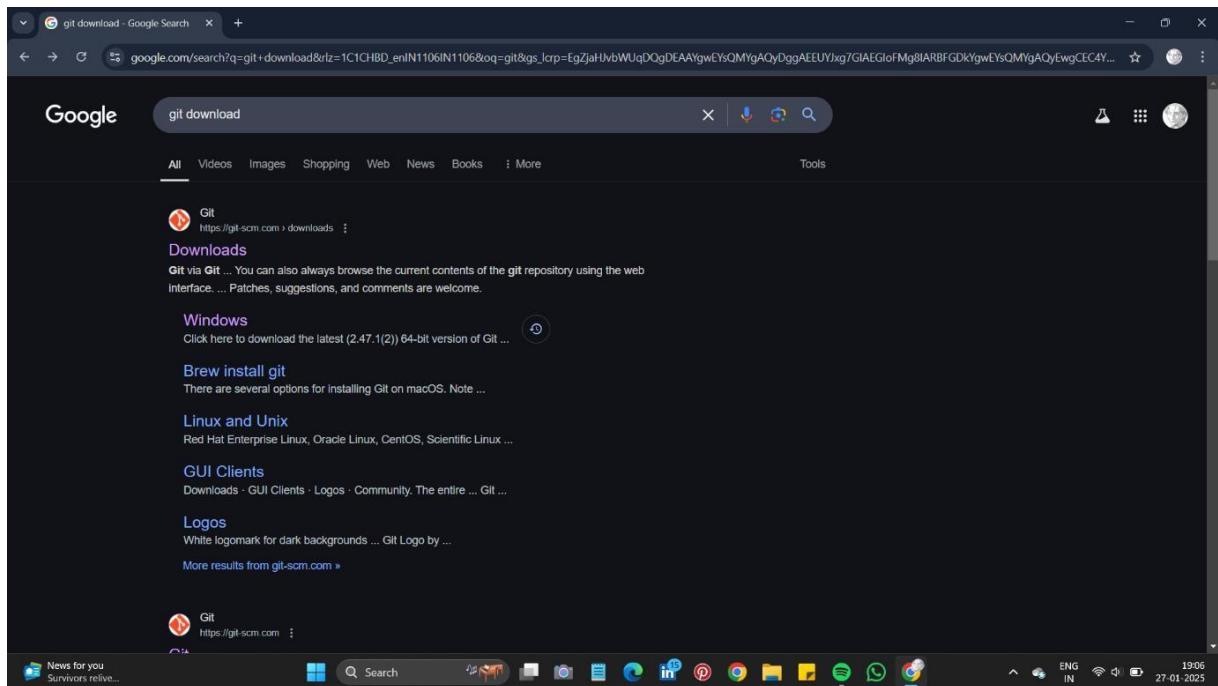 git download - Google Search
google.com/search?q=git+download&rlz=1C1CHBD_enIN1106IN1106&oq=git&gs_lcrp=EgZjaHJvbWUqDQgDEAAYgwEYsQMYgAQyDggAEEUYJxg7GIAEGIoFMg8IARBFGDkYgwEYsQMYgAQyEwgCEC4Y...
Google
git download
All Videos Images Shopping Web News Books More
Tools
Git
https://git-scm.com › downloads
Downloads
Git via Git ... You can also always browse the current contents of the git repository using the web
interface. ... Patches, suggestions, and comments are welcome.
Windows
Click here to download the latest (2.47.1(2)) 64-bit version of Git ...
Brew install git
There are several options for installing Git on macOS. Note ...
Linux and Unix
Red Hat Enterprise Linux, Oracle Linux, CentOS, Scientific Linux ...
GUI Clients
Downloads · GUI Clients · Logos · Community. The entire ... Git ...
Logos
White logomark for dark backgrounds ... Git Logo by ...
More results from git-scm.com »
Git
https://git-scm.com
Git
News for you
Survivors relive...
Search
15
ENG
IN
19:06
27-01-2025